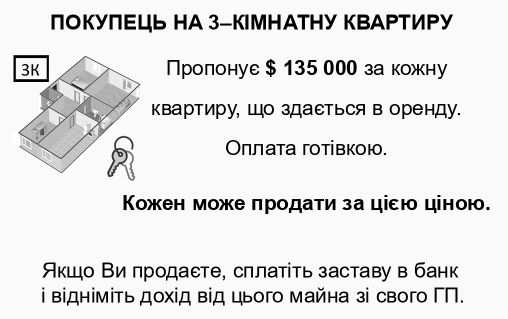 ПОКУПЕЦЬ НА 3–КІМНАТНУ КВАРТИРУ
3К
Пропонує $ 135 000 за кожну
квартиру, що здається в оренду.
Оплата готівкою.
Кожен може продати за цією ціною.
Якщо Ви продаєте, сплатіть заставу в банк
і відніміть дохід від цього майна зі свого ГП.